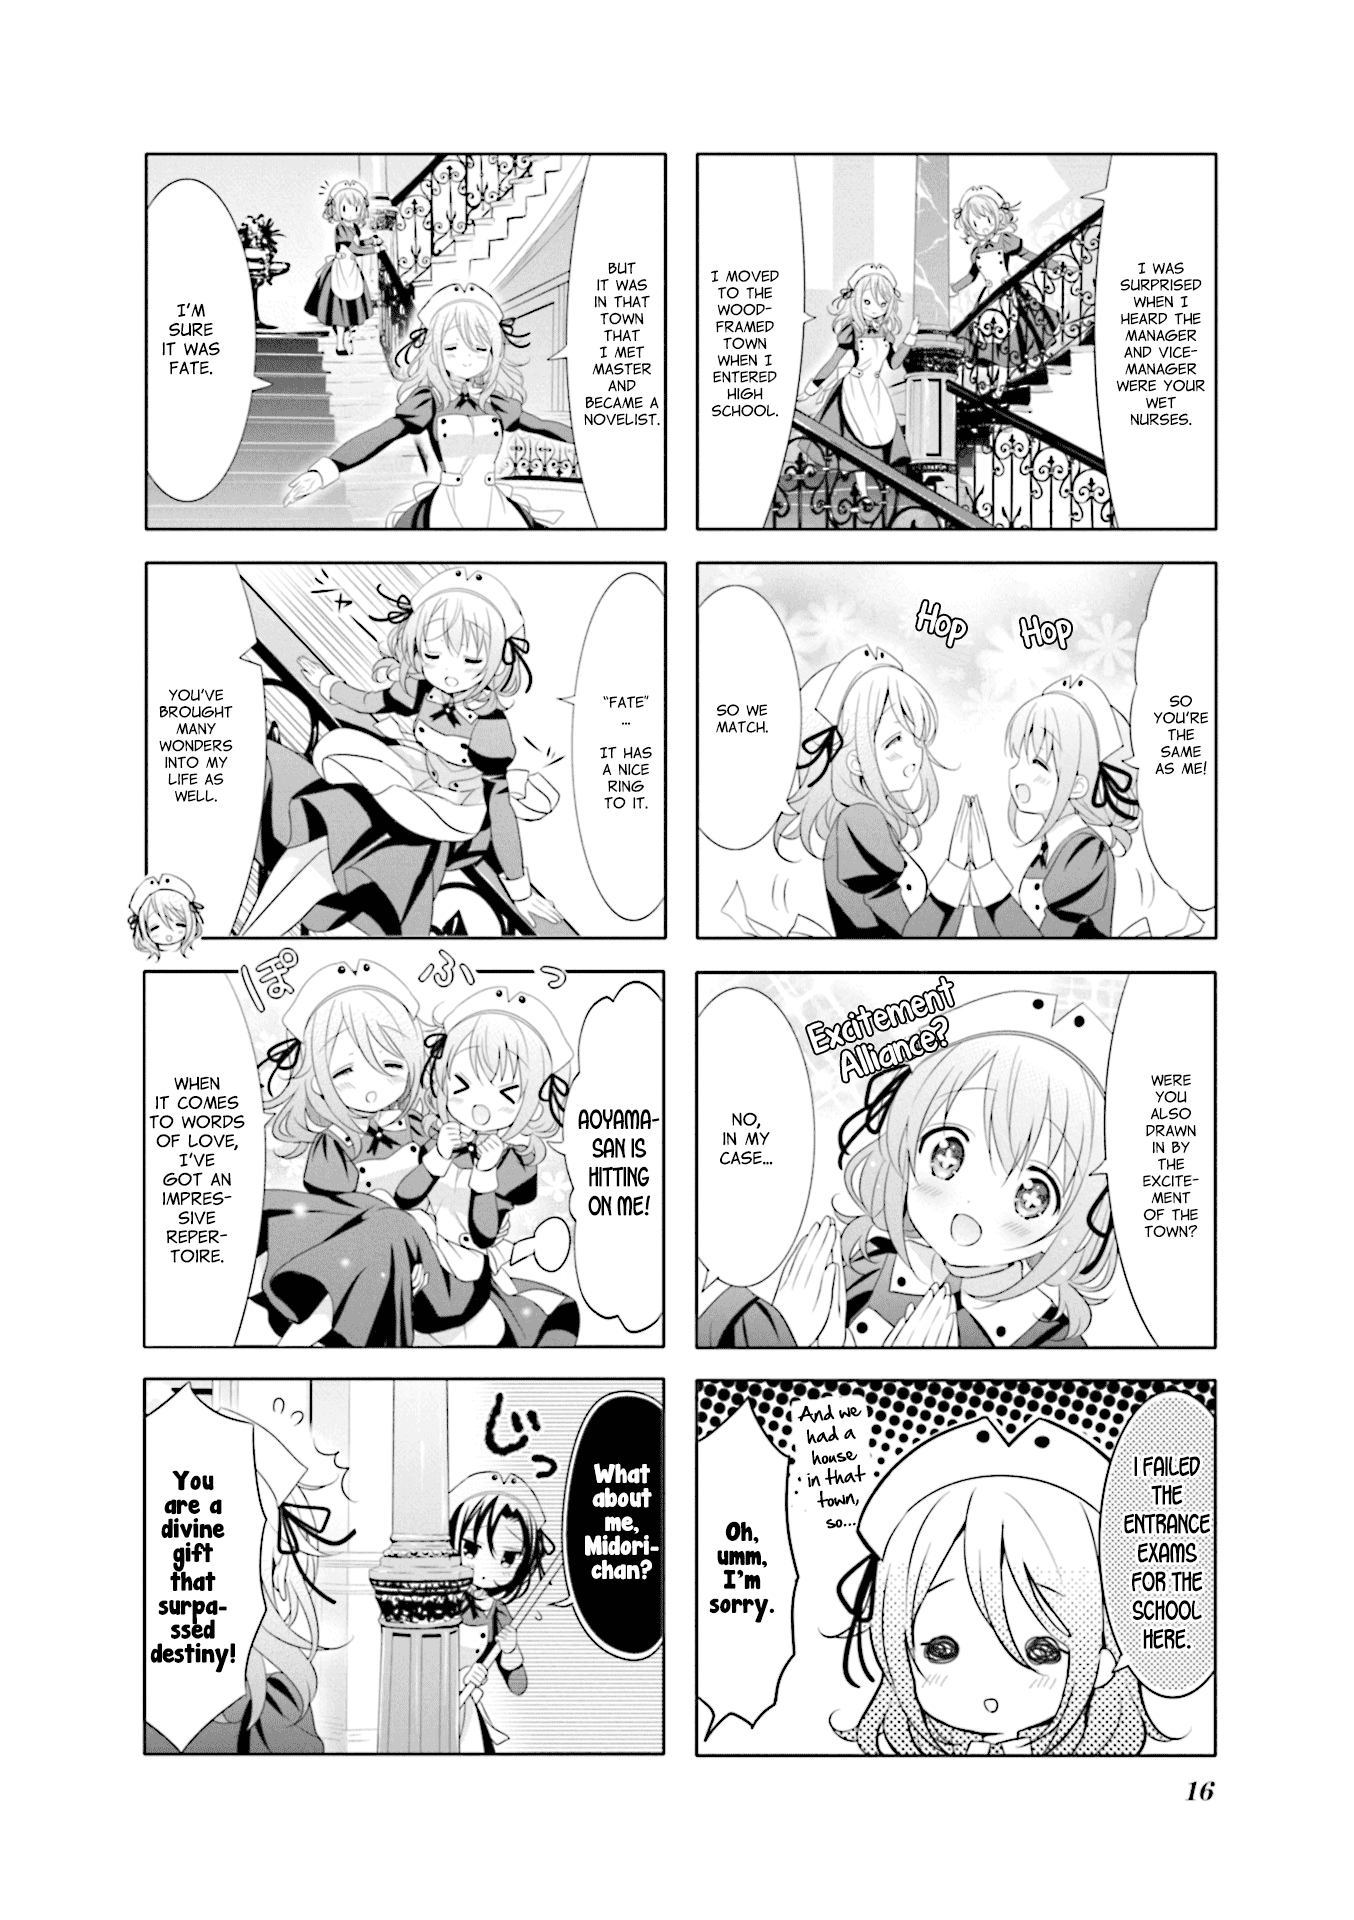 I WAS
SURPRISED
WHEN I
HEARD THE
MANAGER
AND VICE-
MANAGER
WERE YOUR
WET
NURSES.
I MOVED
TO THE
WOOD-
FRAMED
TOWN
WHEN I
ENTERED
HIGH
SCHOOL.
SO
YOU'RE
THE
SAME
AS ME!
Hop
Hop
SO WE
MATCH.
WERE
YOU
ALSO
DRAWN
IN BY
THE
EXCITE-
MENT
OF THE
TOWN?
Excitement
Alliance?
NO,
IN MY
CASE...
I FAILED
THE
ENTRANCE
EXAMS
FOR THE
SCHOOL
HERE.
And we
had a
house
in that
town,
so...
Oh,
umm,
I'm
sorry.
BUT
IT WAS
IN THAT
TOWN
THAT
I MET
MASTER
AND
BECAME A
NOVELIST.
I'M
SURE
IT WAS
FATE.
"FATE"
...
IT HAS
A NICE
RING
TO IT.
シャッ
YOU'VE
BROUGHT
MANY
WONDERS
INTO MY
LIFE AS
WELL.
ぽふっ
AOYAMA-
SAN IS
HITTING
ON ME!
WHEN
IT COMES
TO WORDS
OF LOVE,
I'VE
GOT AN
IMPRES-
SIVE
REPER-
TOIRE.
What
about
me,
Midori-
chan?
じっ
You
are a
divine
gift
that
surpa-
ssed
destiny!
16